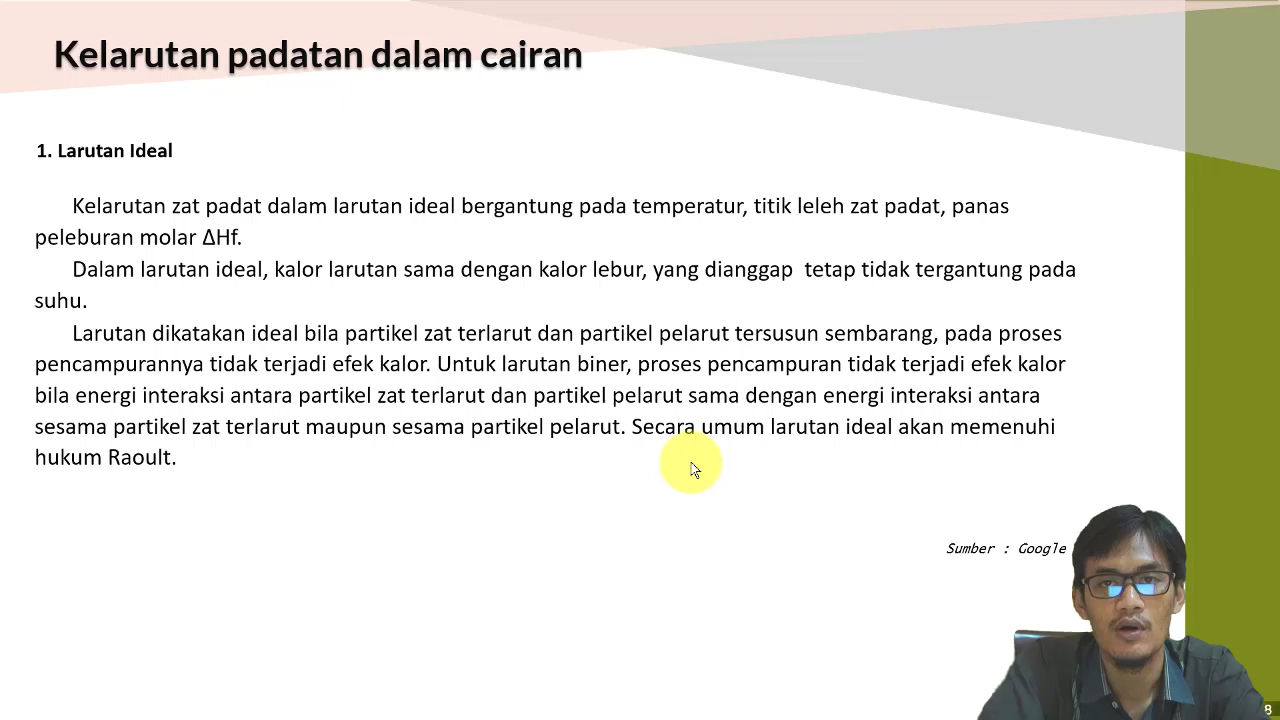 Kelarutan padatan dalam cairan
1. Larutan Ideal
Kelarutan zat padat dalam larutan ideal bergantung pada temperatur, titik leleh zat padat, panas
peleburan molar ΔHf.
Dalam larutan ideal, kalor larutan sama dengan kalor lebur, yang dianggap tetap tidak tergantung pada
suhu.
Larutan dikatakan ideal bila partikel zat terlarut dan partikel pelarut tersusun sembarang, pada proses
pencampurannya tidak terjadi efek kalor. Untuk larutan biner, proses pencampuran tidak terjadi efek kalor
bila energi interaksi antara partikel zat terlarut dan partikel pelarut sama dengan energi interaksi antara
sesama partikel zat terlarut maupun sesama partikel pelarut. Secara umum larutan ideal akan memenuhi
hukum Raoult.
Sumber : Google
8